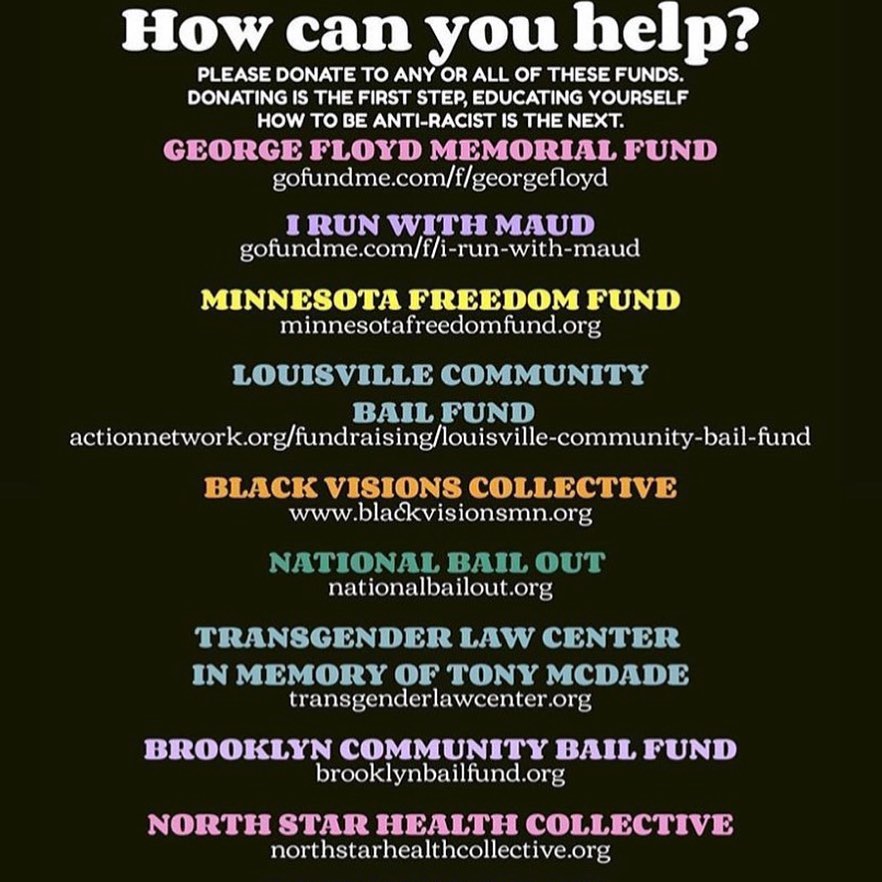 How can you help?
PLEASE DONATE TO ANY OR ALL OF THESE FUNDS.
DONATING IS THE FIRST STEP, EDUCATING YOURSELF
HOW TO BE ANTI-RACIST IS THE NEXT.
GEORGE FLOYD MEMORIAL FUND
gofundme.com/f/georgefloyd
I RUN WITH MAUD
gofundme.com/f/i-run-with-maud
MINNESOTA FREEDOM FUND
minnesotafreedomfund.org
LOUISVILLE COMMUNITY
BAIL FUND
actionnetwork.org/fundraising/louisville-community-bail-fund
BLACK VISIONS COLLECTIVE
www.blackvisionsmn.org
NATIONAL BAIL OUT
nationalbailout.org
TRANSGENDER LAW CENTER
IN MEMORY OF TONY MCDADE
transgenderlawcenter.org
BROOKLYN COMMUNITY BAIL FUND
brooklynbailfund.org
NORTH STAR HEALTH COLLECTIVE
northstarhealthcollective.org